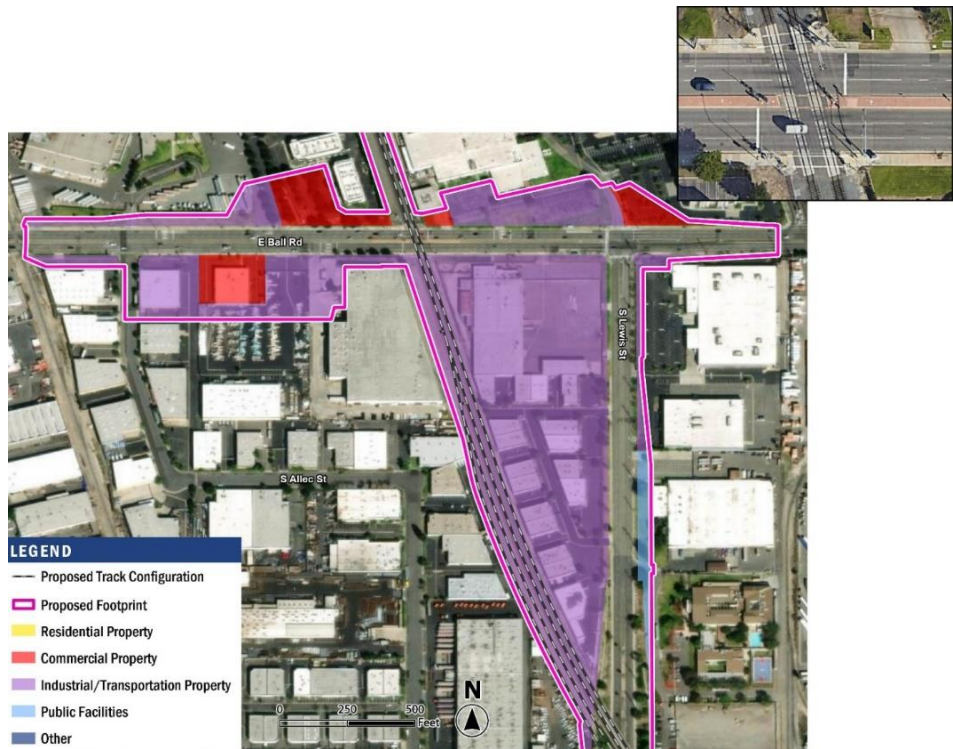 E Ball Rd
S Lewis St
S Allec St
LEGEND
Proposed Track Configuration
Proposed Footprint
Residential Property
Commercial Property
Industrial/Transportation Property
Public Facilities
Other
N
0 250 500
Feet